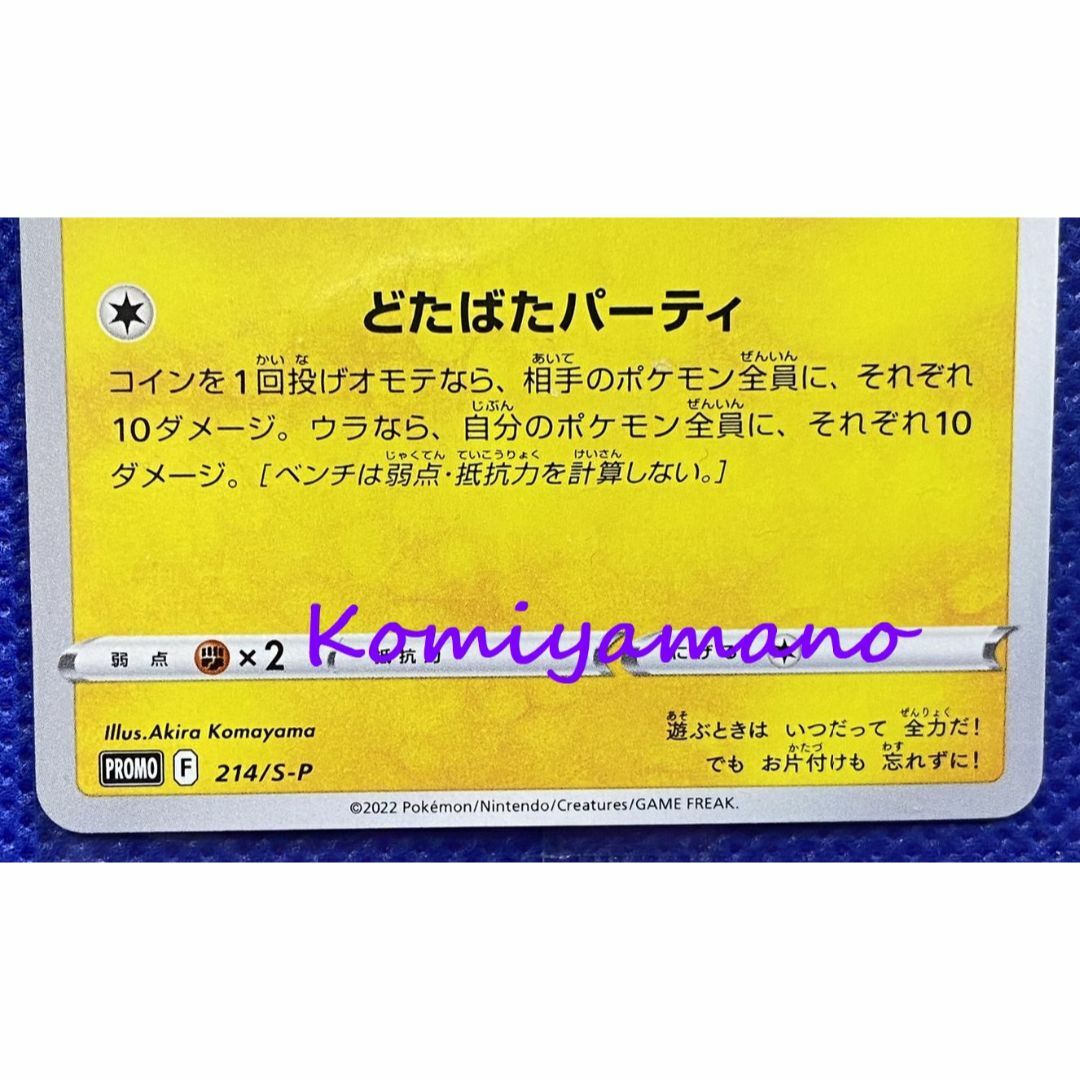 どたばたパーティ
コインを1回投げオモテなら、相手のポケモン全員に、それぞれ
10ダメージ。ウラなら、自分のポケモン全員に、それぞれ10
ダメージ。[ベンチは弱点・抵抗力を計算しない。]
Komiyamano
弱点 ×2 抵抗力 にげる
Illus.Akira Komayama
PROMO F 214/S-P
遊ぶときは いつだって 全力だ!
でも お片付けも 忘れずに!
©2022 Pokémon/Nintendo/Creatures/GAME FREAK.